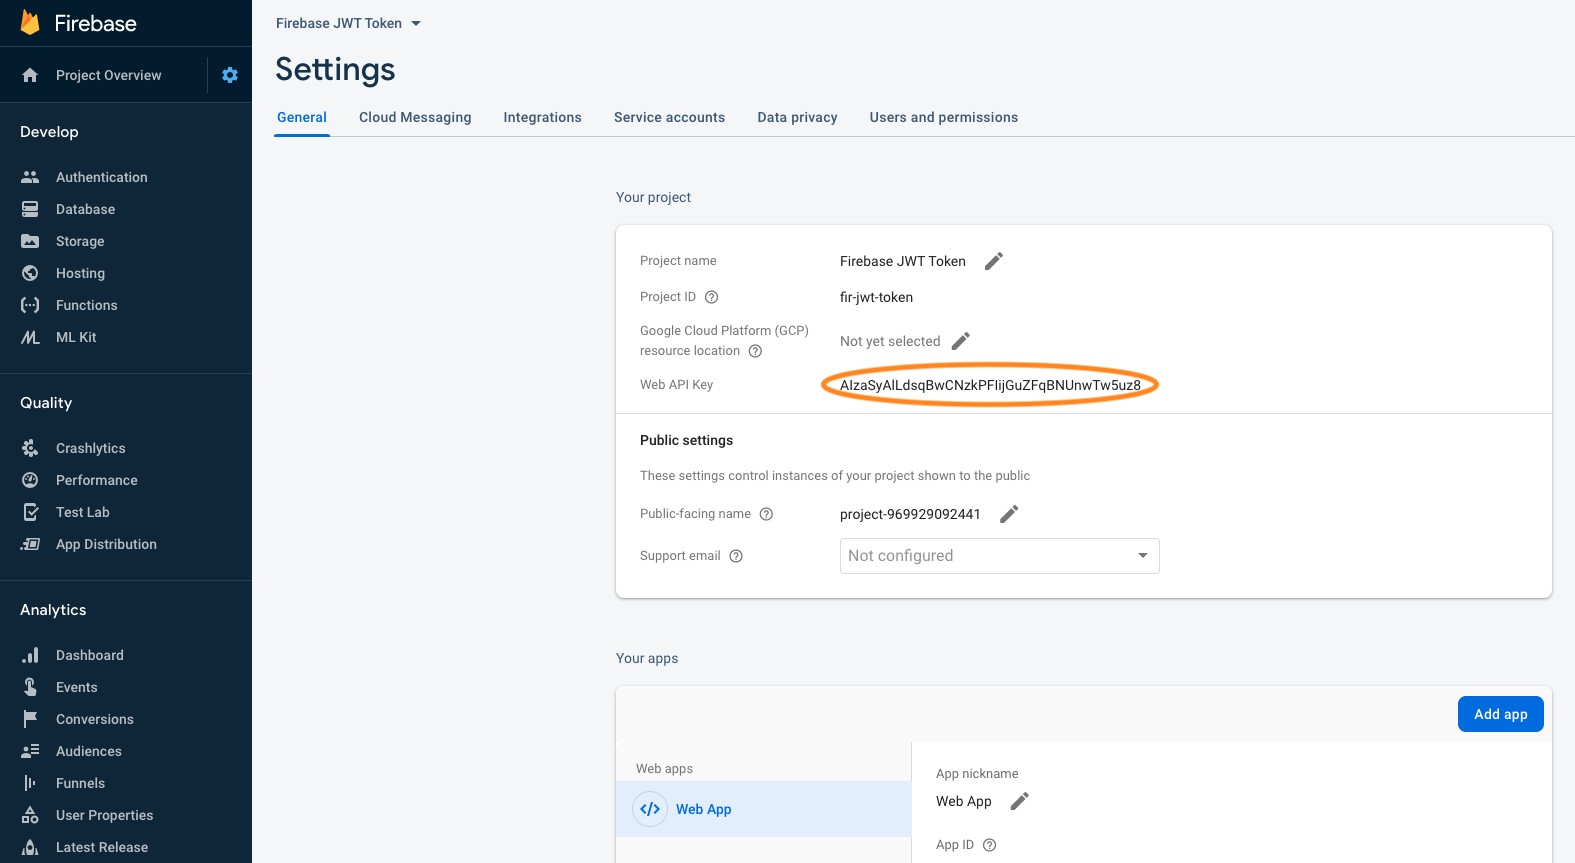 Firebase
Project Overview
Develop
Authentication
Database
Storage
Hosting
Functions
ML Kit
Quality
Crashlytics
Performance
Test Lab
App Distribution
Analytics
Dashboard
Events
Conversions
Audiences
Funnels
User Properties
Latest Release
Firebase JWT Token
Settings
General Cloud Messaging Integrations Service accounts Data privacy Users and permissions
Your project
Project name Firebase JWT Token
Project ID fir-jwt-token
Google Cloud Platform (GCP)
resource location Not yet selected
Web API Key AIzaSyAlLdsqBwCNzkPFIijGuZFqBNUnwTw5uz8
Public settings
These settings control instances of your project shown to the public
Public-facing name project-969929092441
Support email Not configured
Your apps
Add app
Web apps
Web App
App nickname
Web App
App ID